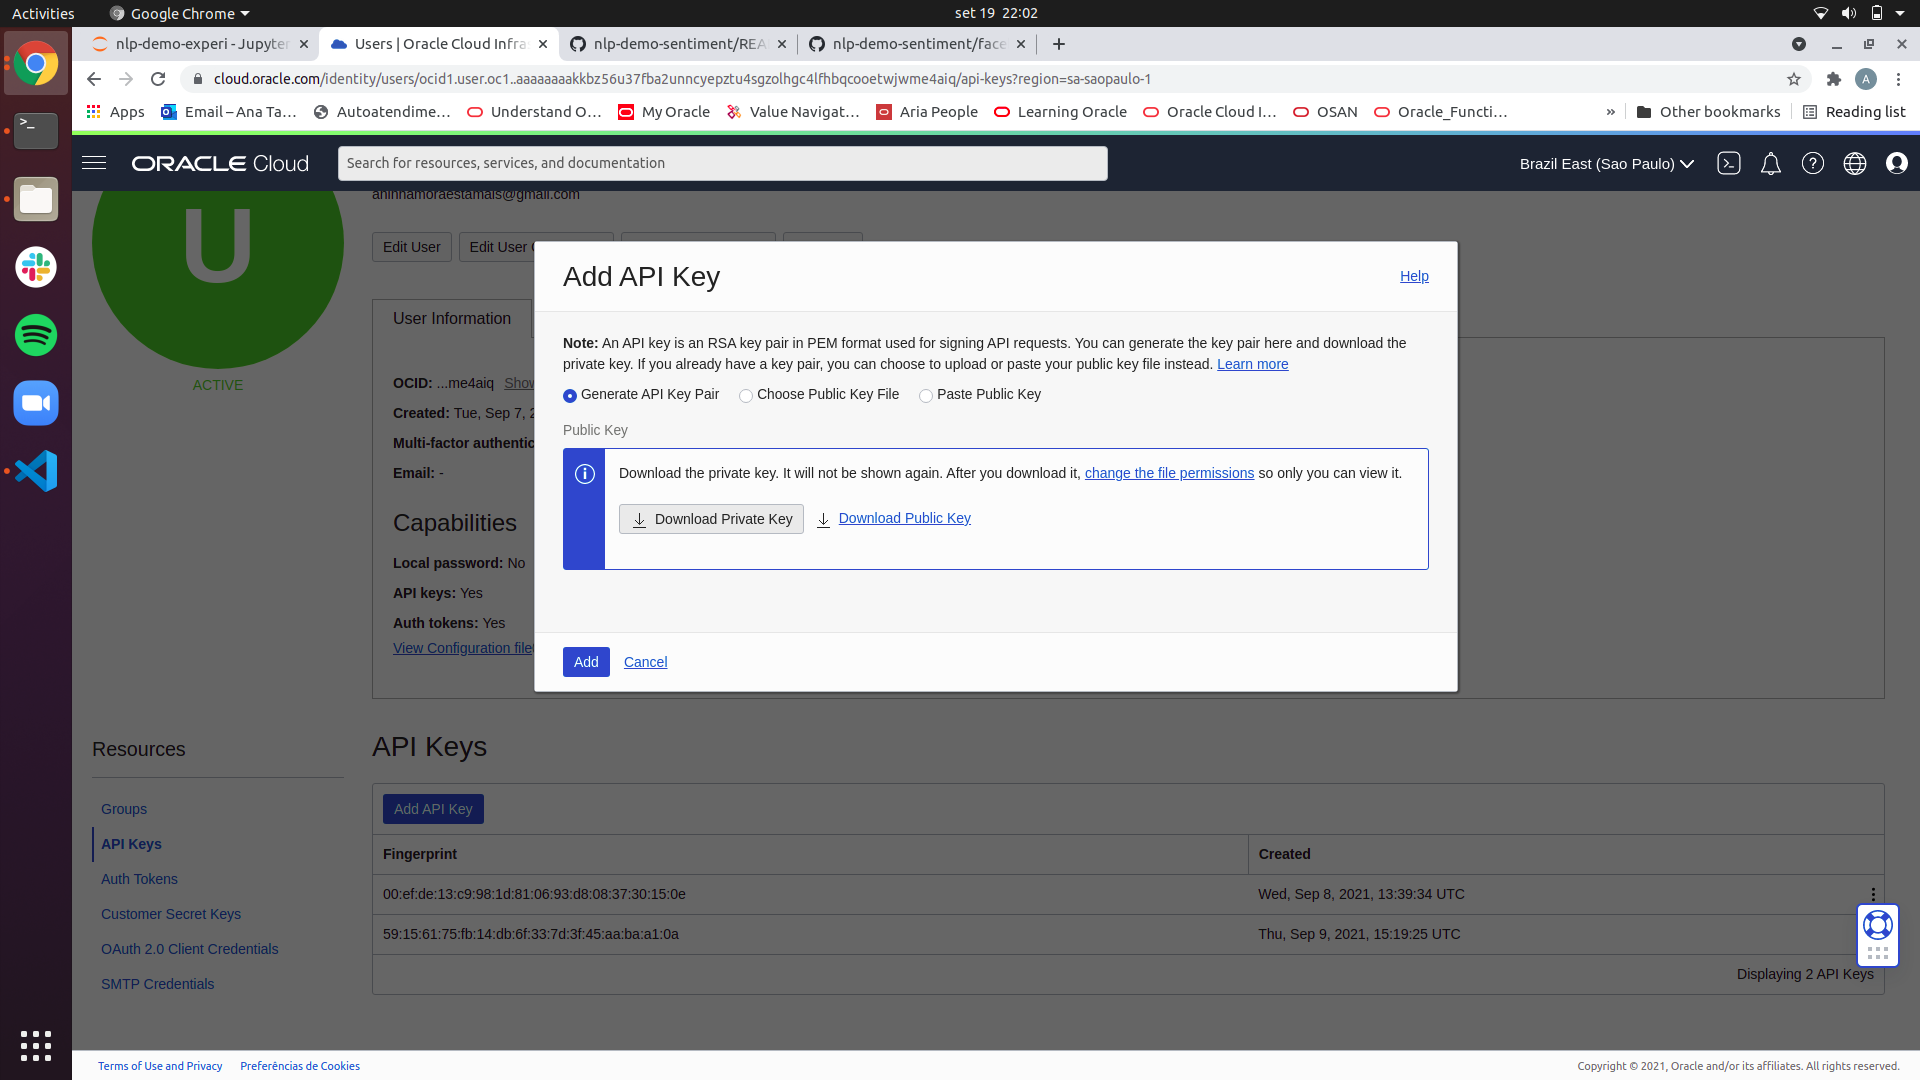 Activities
Google Chrome
set 19 22:02
nlp-demo-experi - Jupyter
Users | Oracle Cloud Infra
nlp-demo-sentiment/REA
nlp-demo-sentiment/face
cloud.oracle.com/identity/users/ocid1.user.oc1..aaaaaaaakkbz56u37fba2unncyepztu4sgzolhgc4lfhbqcooetwjwme4aiq/api-keys?region=sa-saopaulo-1
A
Apps
Email – Ana Ta…
Autoatendime…
Understand O…
My Oracle
Value Navigat…
Aria People
Learning Oracle
Oracle Cloud I…
OSAN
Oracle_Functi…
»
Other bookmarks
Reading list
ORACLE Cloud
Search for resources, services, and documentation
Brazil East (Sao Paulo)
aninnamoraestamais@gmail.com
U
ACTIVE
Edit User
Edit User
User Information
OCID: ...me4aiq Show
Created: Tue, Sep 7, 2
Multi-factor authentic
Email: -
Capabilities
Local password: No
API keys: Yes
Auth tokens: Yes
View Configuration file
Add API Key
Help
Note: An API key is an RSA key pair in PEM format used for signing API requests. You can generate the key pair here and download the
private key. If you already have a key pair, you can choose to upload or paste your public key file instead. Learn more
Generate API Key Pair
Choose Public Key File
Paste Public Key
Public Key
Download the private key. It will not be shown again. After you download it, change the file permissions so only you can view it.
Download Private Key
Download Public Key
Add
Cancel
Resources
Groups
API Keys
Auth Tokens
Customer Secret Keys
OAuth 2.0 Client Credentials
SMTP Credentials
API Keys
Add API Key
Fingerprint
Created
00:ef:de:13:c9:98:1d:81:06:93:d8:08:37:30:15:0e
Wed, Sep 8, 2021, 13:39:34 UTC
59:15:61:75:fb:14:db:6f:33:7d:3f:45:aa:ba:a1:0a
Thu, Sep 9, 2021, 15:19:25 UTC
Displaying 2 API Keys
Terms of Use and Privacy
Preferências de Cookies
Copyright © 2021, Oracle and/or its affiliates. All rights reserved.